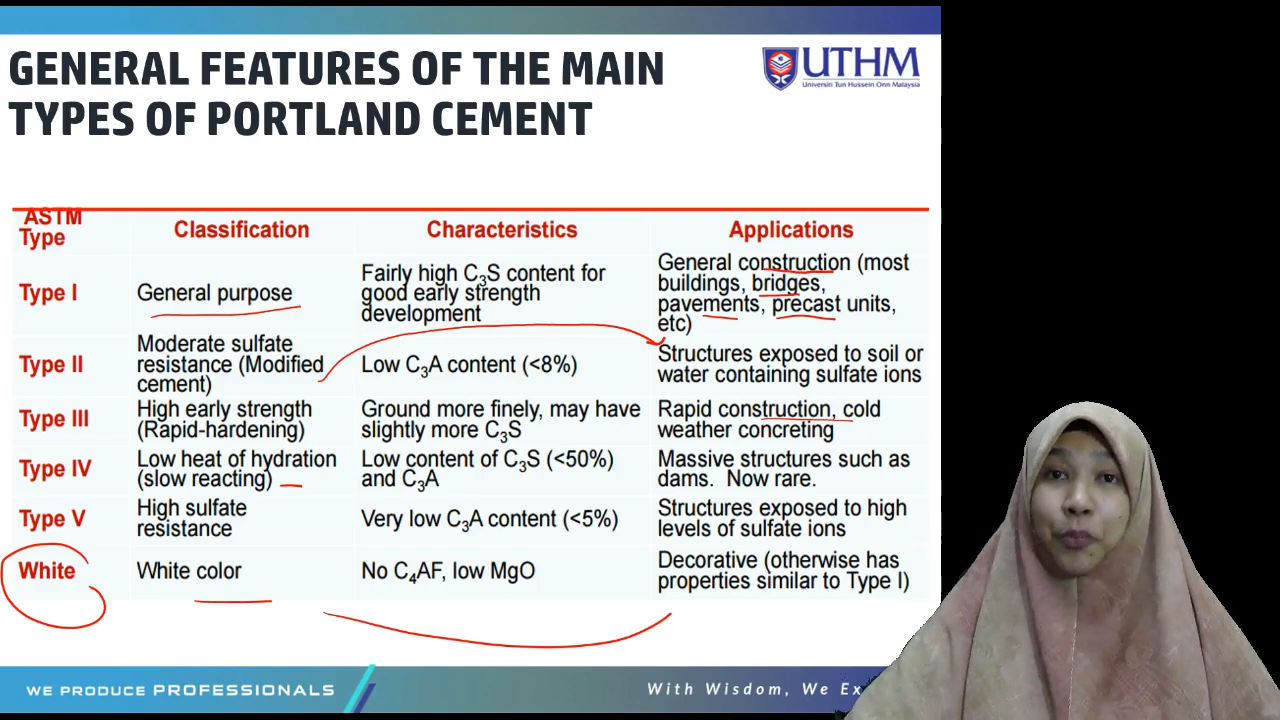 GENERAL FEATURES OF THE MAIN
TYPES OF PORTLAND CEMENT
UTHM
Universiti Tun Hussein Onn Malaysia
ASTM
Type
Classification
Characteristics
Applications
Type I
General purpose
Fairly high C₃S content for
good early strength
development
General construction (most
buildings, bridges,
pavements, precast units,
etc)
Type II
Moderate sulfate
resistance (Modified
cement)
Low C₃A content (<8%)
Structures exposed to soil or
water containing sulfate ions
Type III
High early strength
(Rapid-hardening)
Ground more finely, may have
slightly more C₃S
Rapid construction, cold
weather concreting
Type IV
Low heat of hydration
(slow reacting)
Low content of C₃S (<50%)
and C₃A
Massive structures such as
dams. Now rare.
Type V
High sulfate
resistance
Very low C₃A content (<5%)
Structures exposed to high
levels of sulfate ions
White
White color
No C₄AF, low MgO
Decorative (otherwise has
properties similar to Type I)
WE PRODUCE PROFESSIONALS
With Wisdom, We Ex